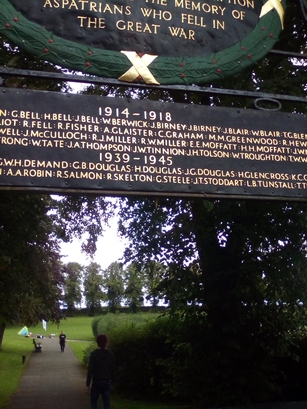 ASPATRIANS WHO FELL IN
THE GREAT WAR
1914 - 1918
G.BELL. H.BELL. J.BELL. W.BERWICK. J.BIRNEY. J.BIRNEY. J.BLAIR. W.BLAIR. T.G.
R.FELL. R.FISHER. A.GLAISTER. C.GRAHAM. M.M.GREENWOOD. R.
J.McCULLOCH. R.J.MILLER. R.W.MILLER. E.E.MOFFATT. H.H.MOFFATT.
W.TATE. J.A.THOMPSON. J.W.TINNION. J.H.TOLSON. W.TROUGHTON.
1939 - 1945
G.W.H.DEMAND. G.B.DOUGLAS. H.DOUGLAS. J.G.DOUGLAS. H.GLENCROSS.
A.A.ROBIN. R.SALMON. R.SKELTON. G.STEELE. J.T.STODDART. L.B.TUNSTALL.